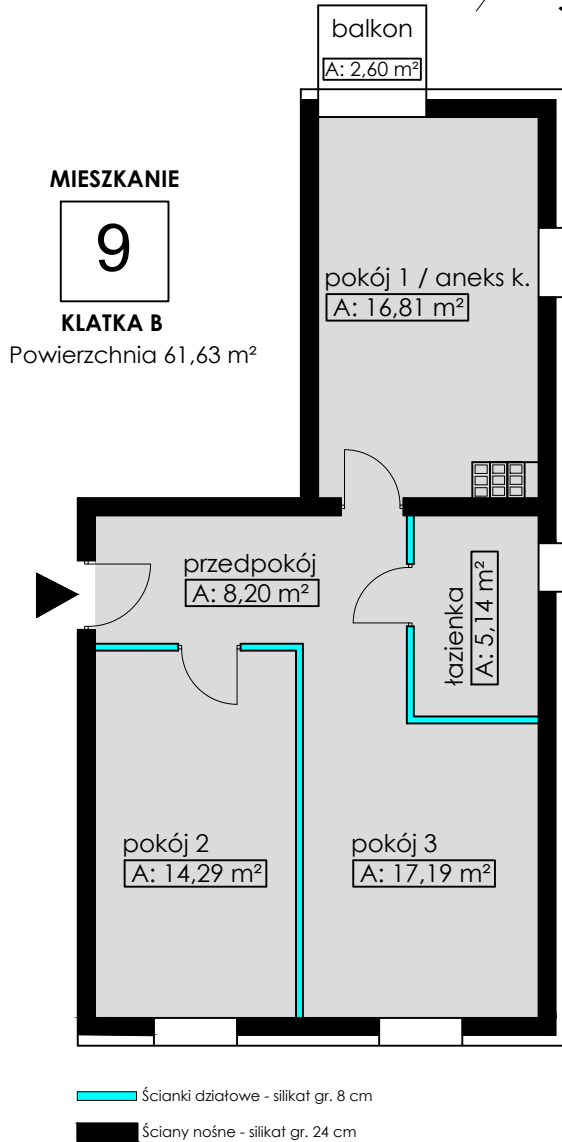 balkon
A: 2,60 m²
MIESZKANIE
9
KLATKA B
Powierzchnia 61,63 m²
pokój 1 / aneks k.
A: 16,81 m²
przedpokój
A: 8,20 m²
łazienka
A: 5,14 m²
pokój 2
A: 14,29 m²
pokój 3
A: 17,19 m²
Ścianki działowe - silikat gr. 8 cm
Ściany nośne - silikat gr. 24 cm